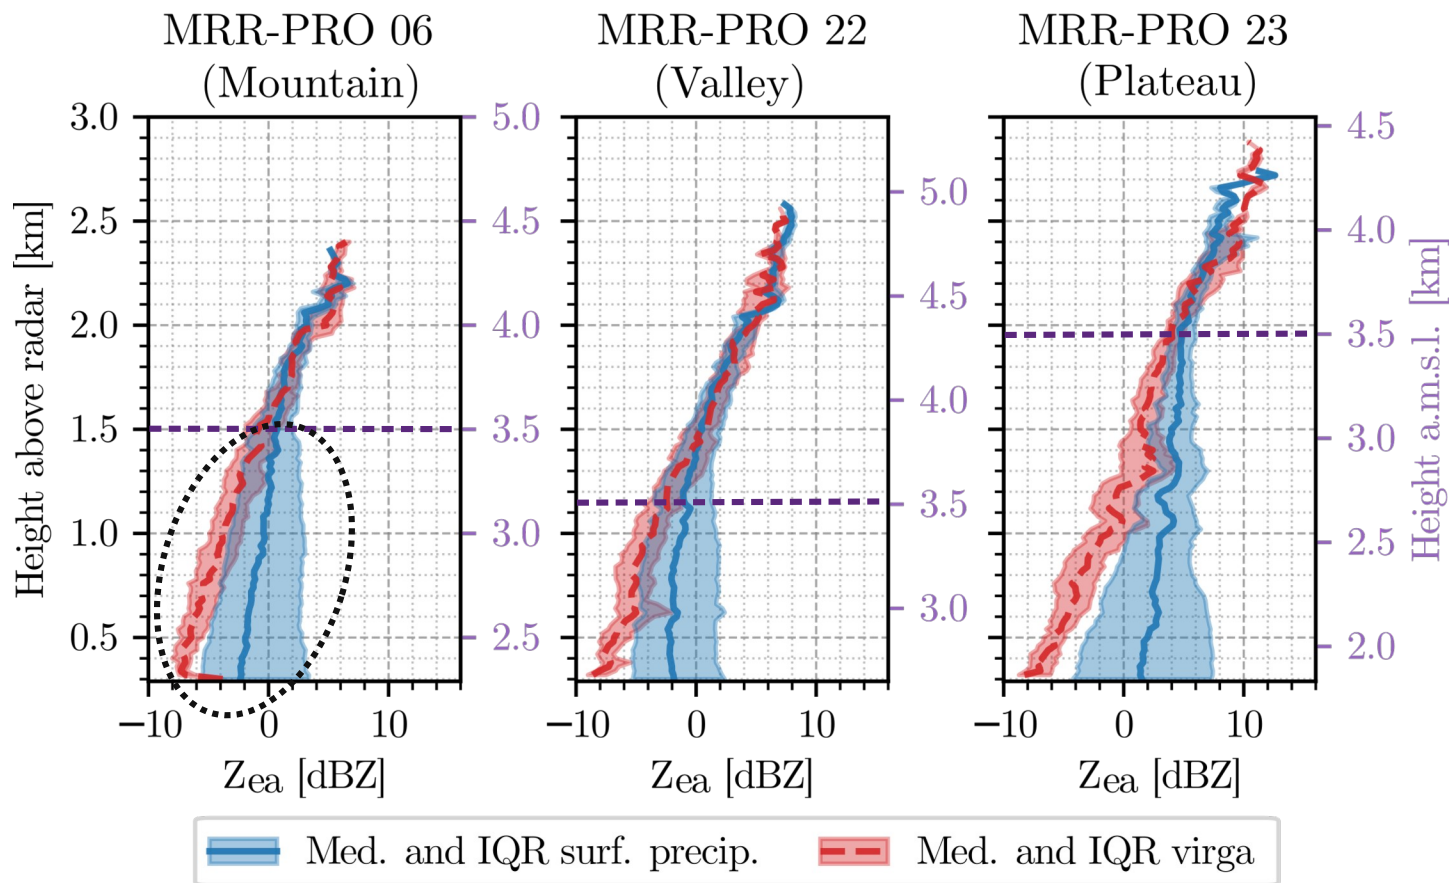 MRR-PRO 06
(Mountain)
MRR-PRO 22
(Valley)
MRR-PRO 23
(Plateau)
Height above radar [km]
3.0
2.5
2.0
1.5
1.0
0.5
5.0
4.5
4.0
3.5
3.0
2.5
5.0
4.5
4.0
3.5
3.0
4.5
4.0
3.5
3.0
2.5
2.0
Height a.m.s.l. [km]
−10 0 10
−10 0 10
−10 0 10
Zea [dBZ]
Zea [dBZ]
Zea [dBZ]
Med. and IQR surf. precip.
Med. and IQR virga